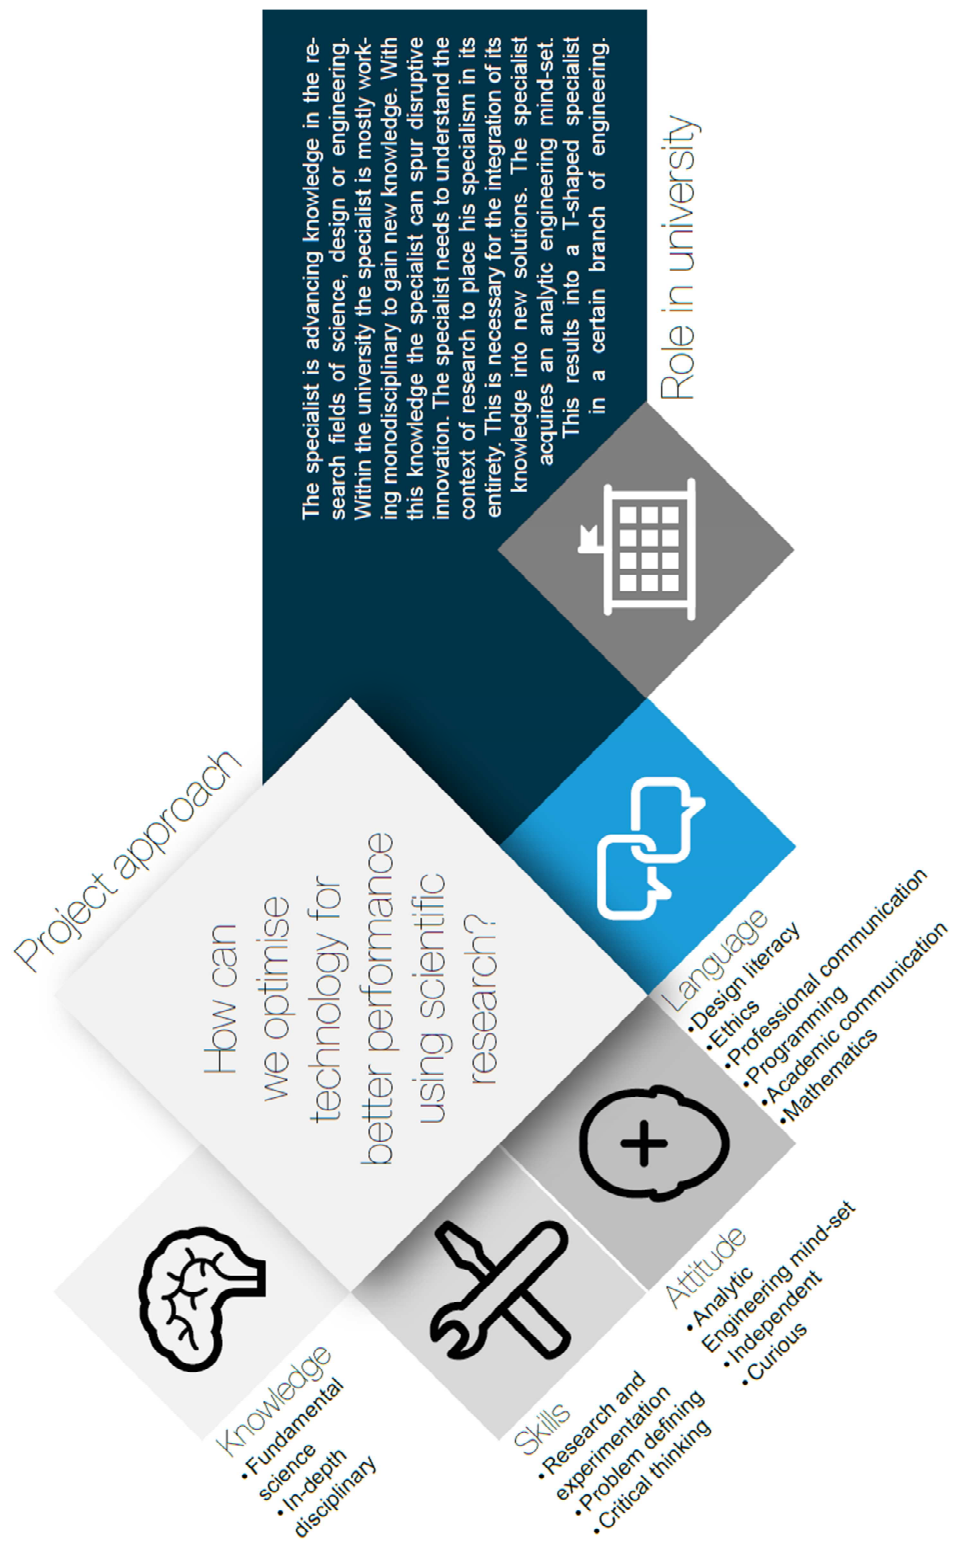 Project approach
How can
we optimise
technology for
better performance
using scientific
research?
The specialist is advancing knowledge in the re-
search fields of science, design or engineering.
Within the university the specialist is mostly work-
ing monodisciplinary to gain new knowledge. With
this knowledge the specialist can spur disruptive
innovation. The specialist needs to understand the
context of research to place his specialism in its
entirety. This is necessary for the integration of its
knowledge into new solutions. The specialist
acquires an analytic engineering mind-set.
This results into a T-shaped specialist
in a certain branch of engineering.
Role in university
Knowledge
• Fundamental
science
• In-depth
disciplinary
Skills
• Research and
experimentation
• Problem defining
• Critical thinking
Attitude
• Analytic
Engineering mind-set
• Independent
• Curious
Language
• Design literacy
• Ethics
• Professional communication
• Programming
• Academic communication
• Mathematics